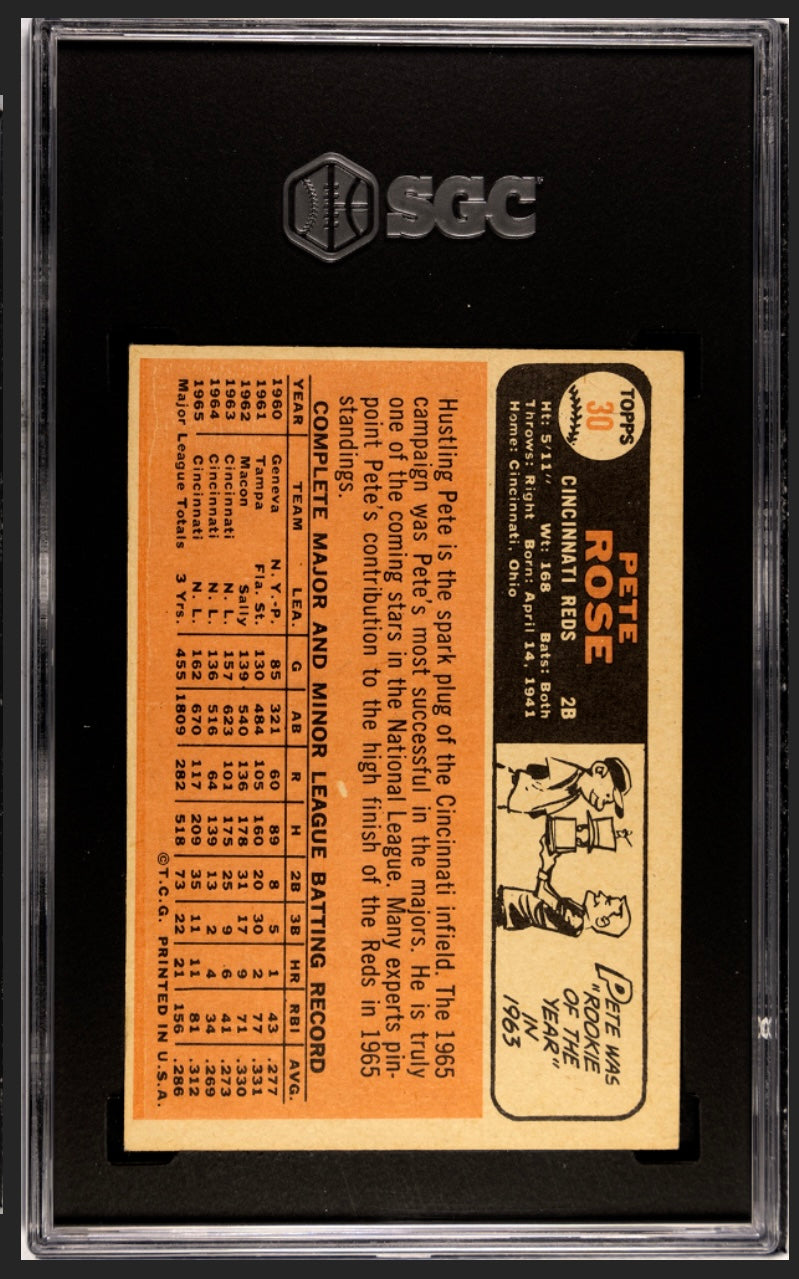 SGC
TOPPS
30
PETE
ROSE
CINCINNATI REDS 2B
Ht: 5'11" Wt: 168 Bats: Both
Throws: Right Born: April 14, 1941
Home: Cincinnati, Ohio
PETE WAS
"ROOKIE
OF THE
YEAR"
IN
1963
Hustling Pete is the spark plug of the Cincinnati infield. The 1965
campaign was Pete's most successful in the majors. He is truly
one of the coming stars in the National League. Many experts pin-
point Pete's contribution to the high finish of the Reds in 1965
standings.
COMPLETE MAJOR AND MINOR LEAGUE BATTING RECORD
YEAR TEAM LEA. G AB R H 2B 3B HR RBI AVG.
1960 Geneva N. Y.-P. 85 321 60 89 8 5 1 43 .277
1961 Tampa Fla. St. 130 484 105 160 20 30 2 77 .331
1962 Macon Sally 139 540 136 178 31 17 9 71 .330
1963 Cincinnati N. L. 157 623 101 175 25 9 6 41 .273
1964 Cincinnati N. L. 136 516 64 139 13 2 4 34 .269
1965 Cincinnati N. L. 162 670 117 209 35 11 11 81 .312
Major League Totals 3 Yrs. 455 1809 282 518 73 22 21 156 .286
©T.C.G. PRINTED IN U.S.A.